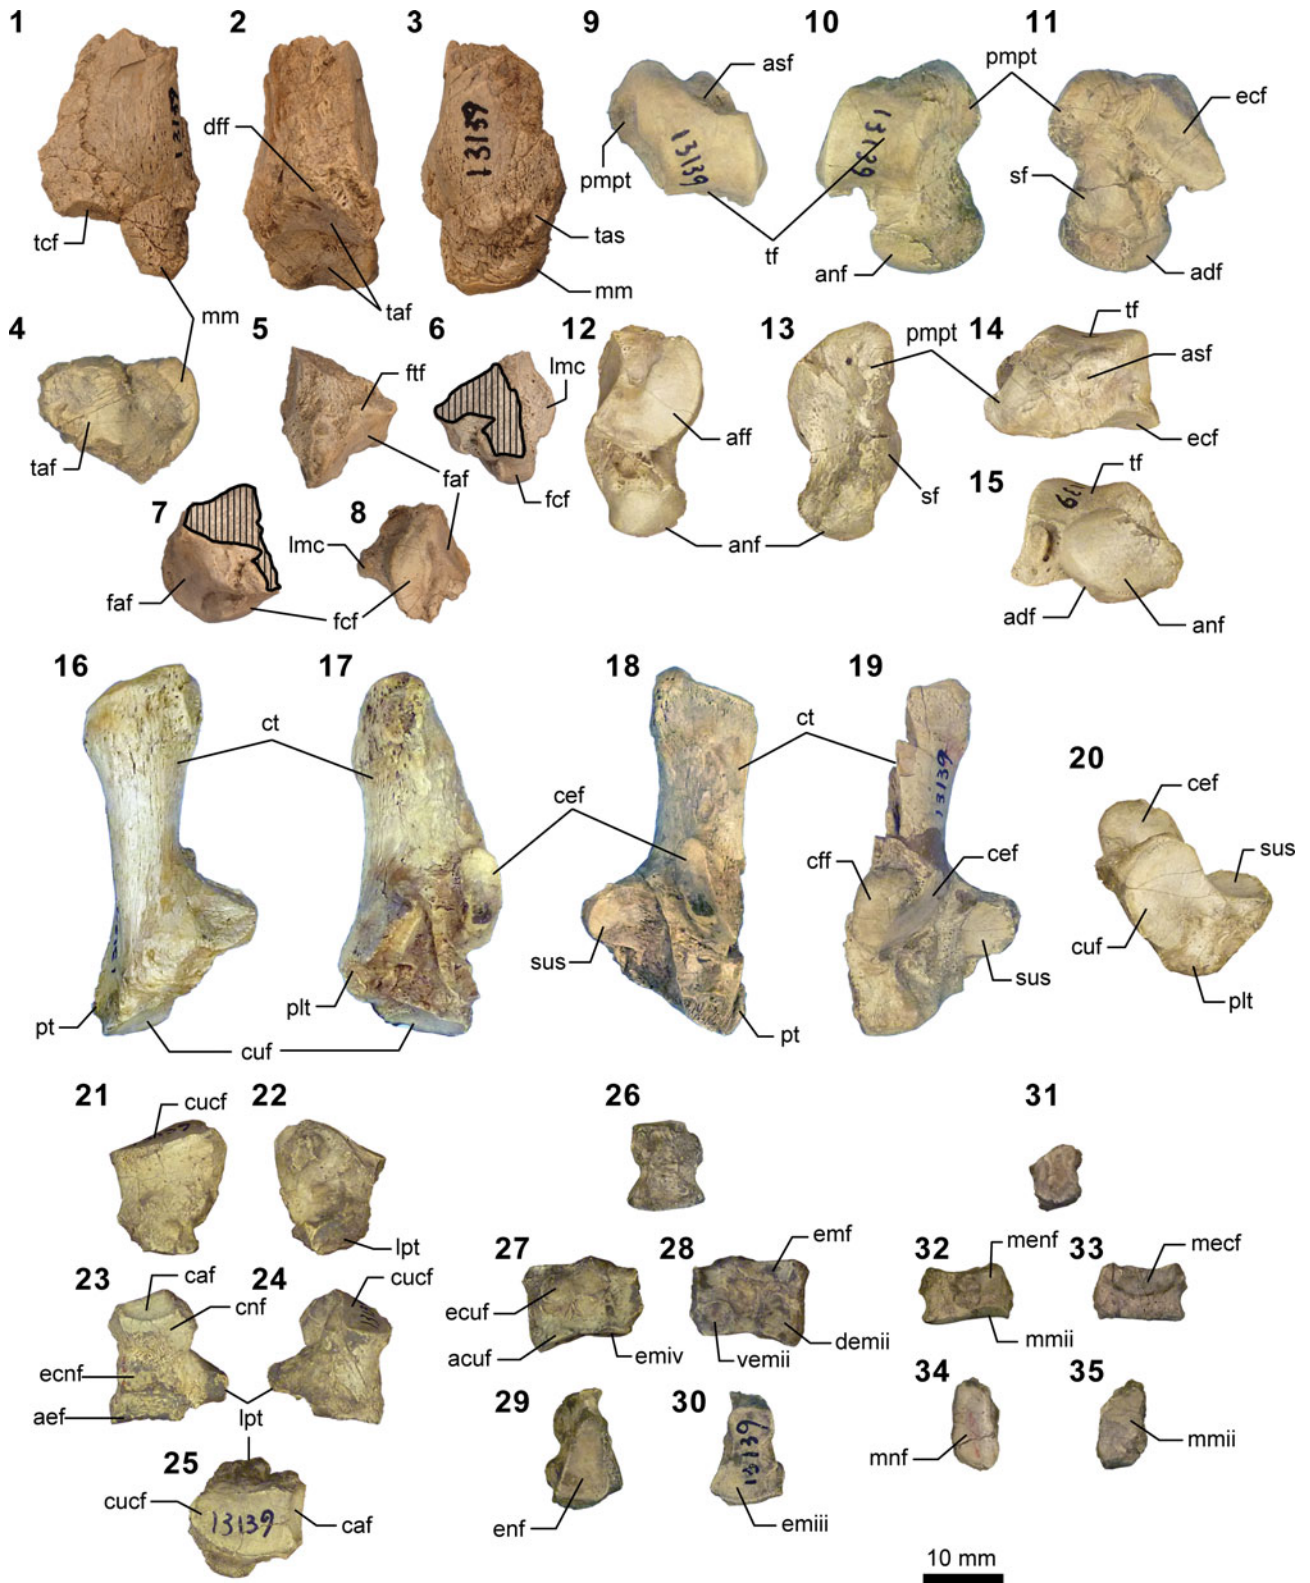 1
2
3
9
10
11
13139
dff
13139
tcf
tas
mm
taf
asf
13139
pmpt
tf
13139
pmpt
ecf
sf
anf
adf
4
5
6
12
13
14
mm
taf
ftf
lmc
faf
fcf
aff
anf
pmpt
sf
tf
asf
ecf
7
8
15
lmc
faf
fcf
tf
139
adf
anf
16
17
18
19
20
ct
cef
ct
13139
cff
cef
sus
cef
sus
cuf
plt
pt
plt
cuf
sus
pt
21
22
26
31
cucf
lpt
23
24
27
28
32
33
caf
cnf
cucf
ecnf
aef
lpt
emf
ecuf
acuf
emiv
vemii
demii
menf
mecf
mmii
25
29
30
34
35
cucf
13139
caf
enf
13139
emiii
mnf
mmii
10 mm